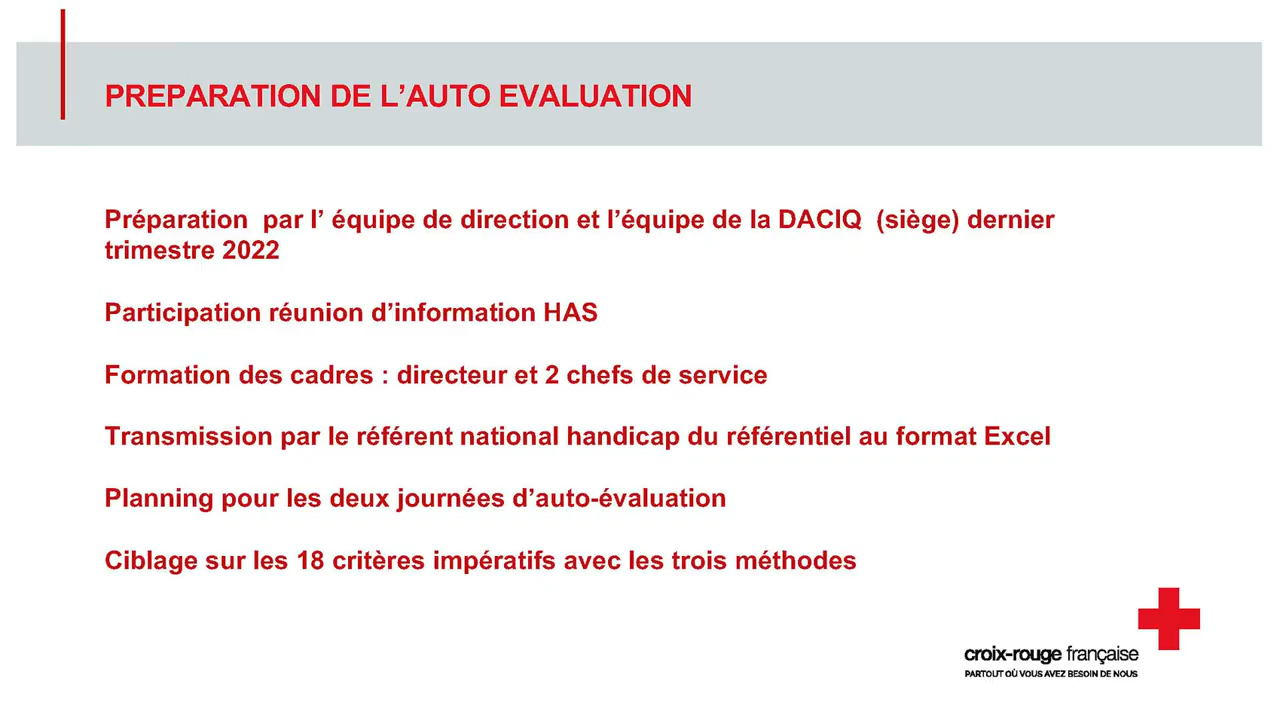 PREPARATION DE L’AUTO EVALUATION
Préparation  par l’ équipe de direction et l’équipe de la DACIQ  (siège) dernier
trimestre 2022
Participation réunion d’information HAS
Formation des cadres : directeur et 2 chefs de service
Transmission par le référent national handicap du référentiel au format Excel
Planning pour les deux journées d’auto-évaluation
Ciblage sur les 18 critères impératifs avec les trois méthodes
croix-rouge française
PARTOUT OÙ VOUS AVEZ BESOIN DE NOUS